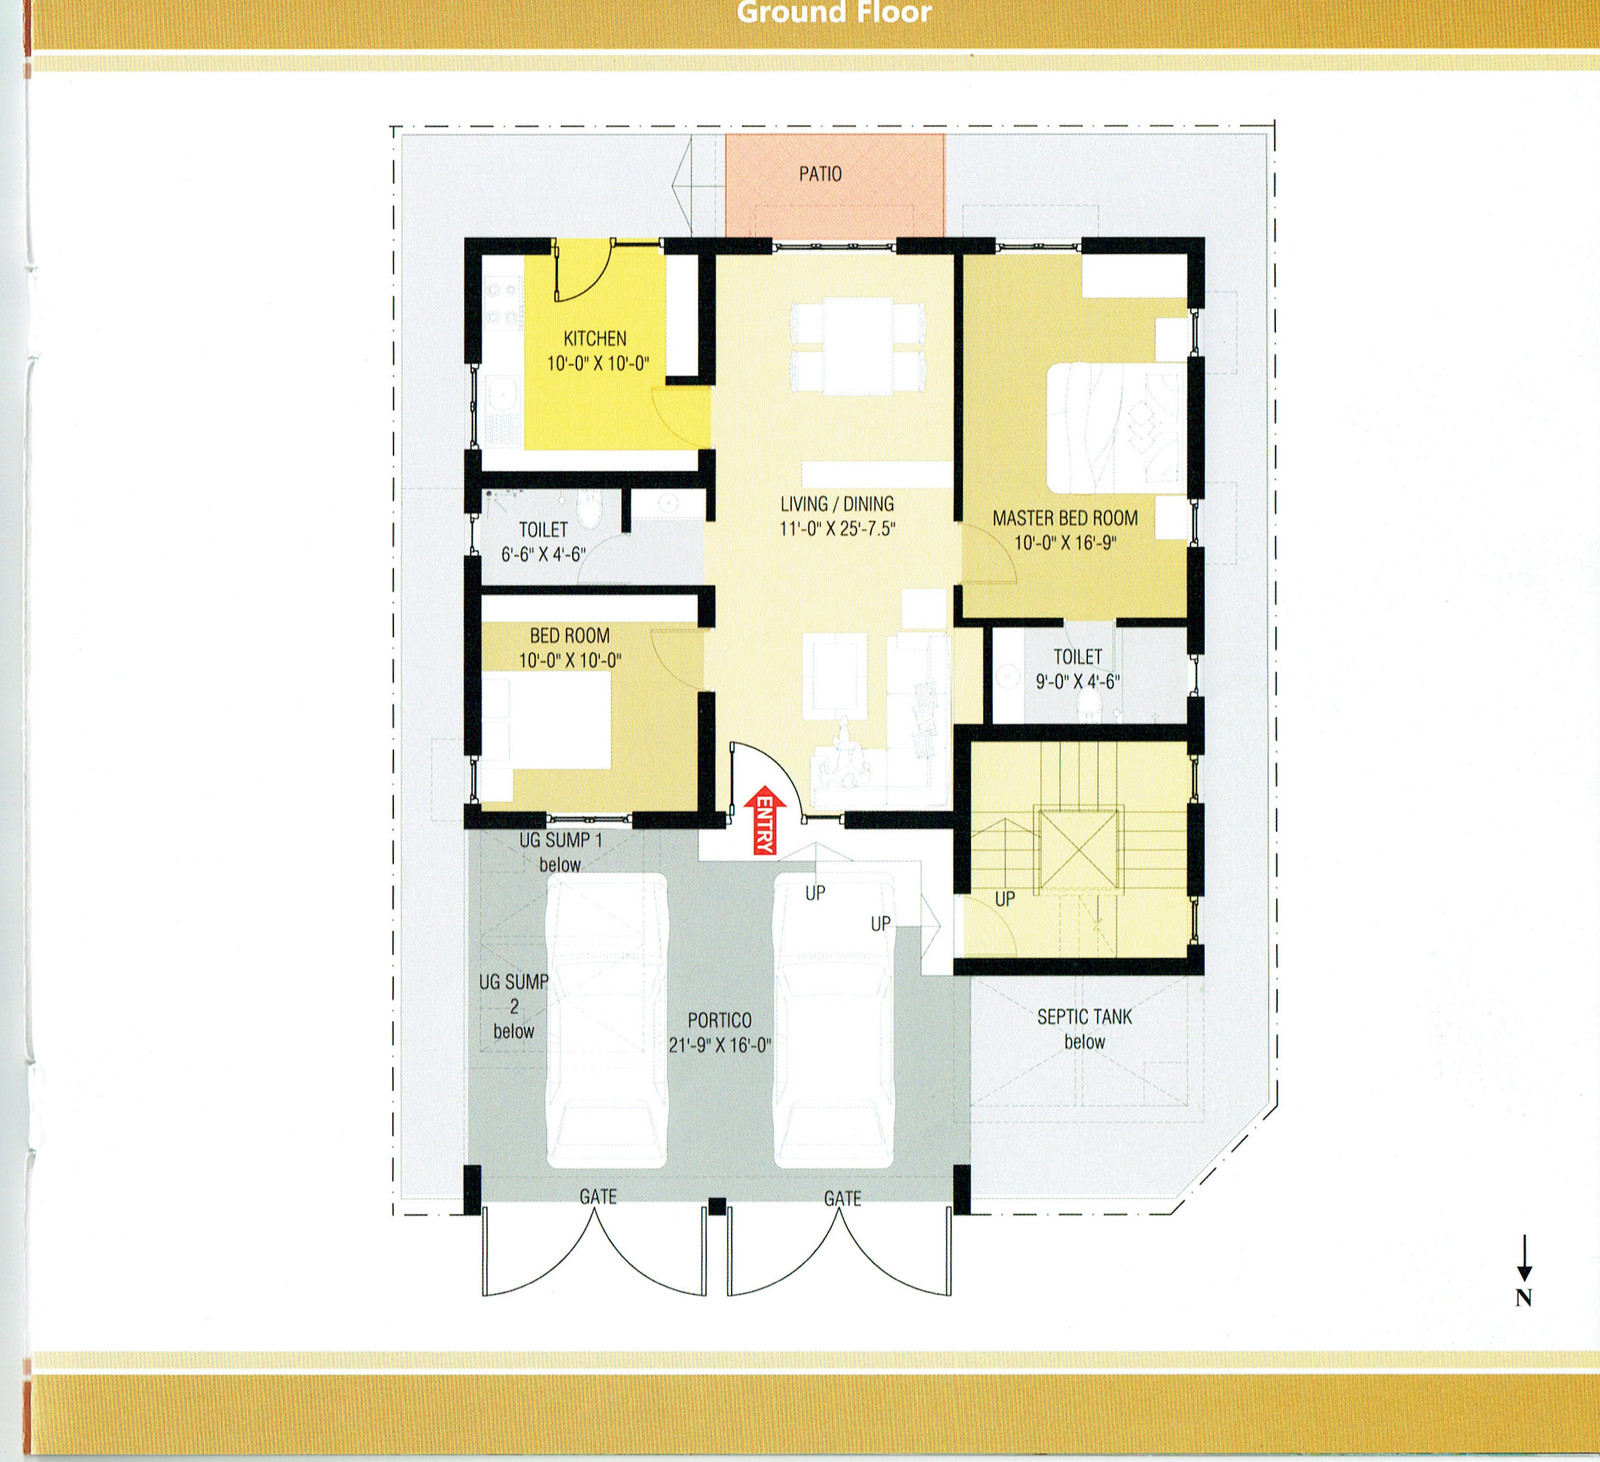 Ground Floor
PATIO
KITCHEN
10'-0" X 10'-0"
LIVING / DINING
11'-0" X 25'-7.5"
MASTER BED ROOM
10'-0" X 16'-9"
TOILET
6'-6" X 4'-6"
BED ROOM
10'-0" X 10'-0"
TOILET
9'-0" X 4'-6"
ENTRY
UG SUMP 1
below
UP
UP
UP
UG SUMP
2
below
PORTICO
21'-9" X 16'-0"
SEPTIC TANK
below
GATE
GATE
N